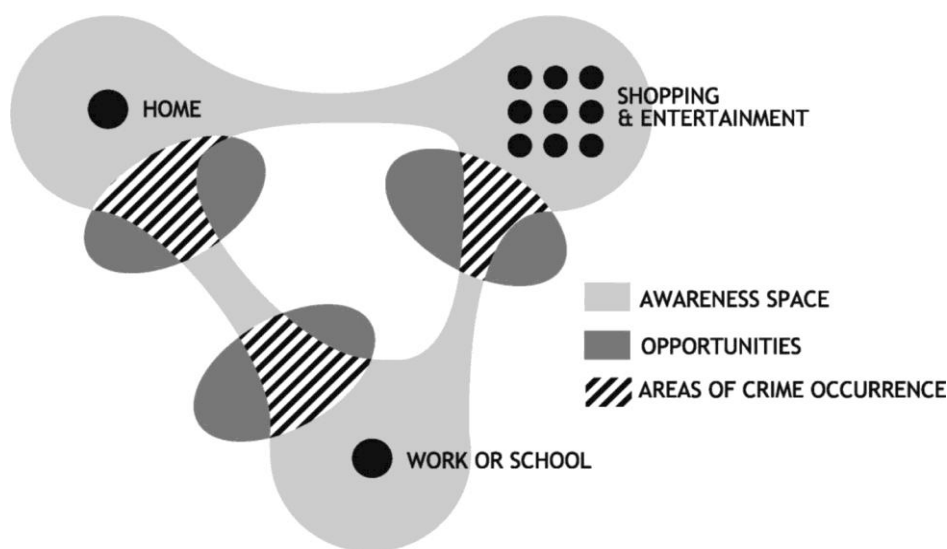 HOME
SHOPPING
& ENTERTAINMENT
AWARENESS SPACE
OPPORTUNITIES
AREAS OF CRIME OCCURRENCE
WORK OR SCHOOL